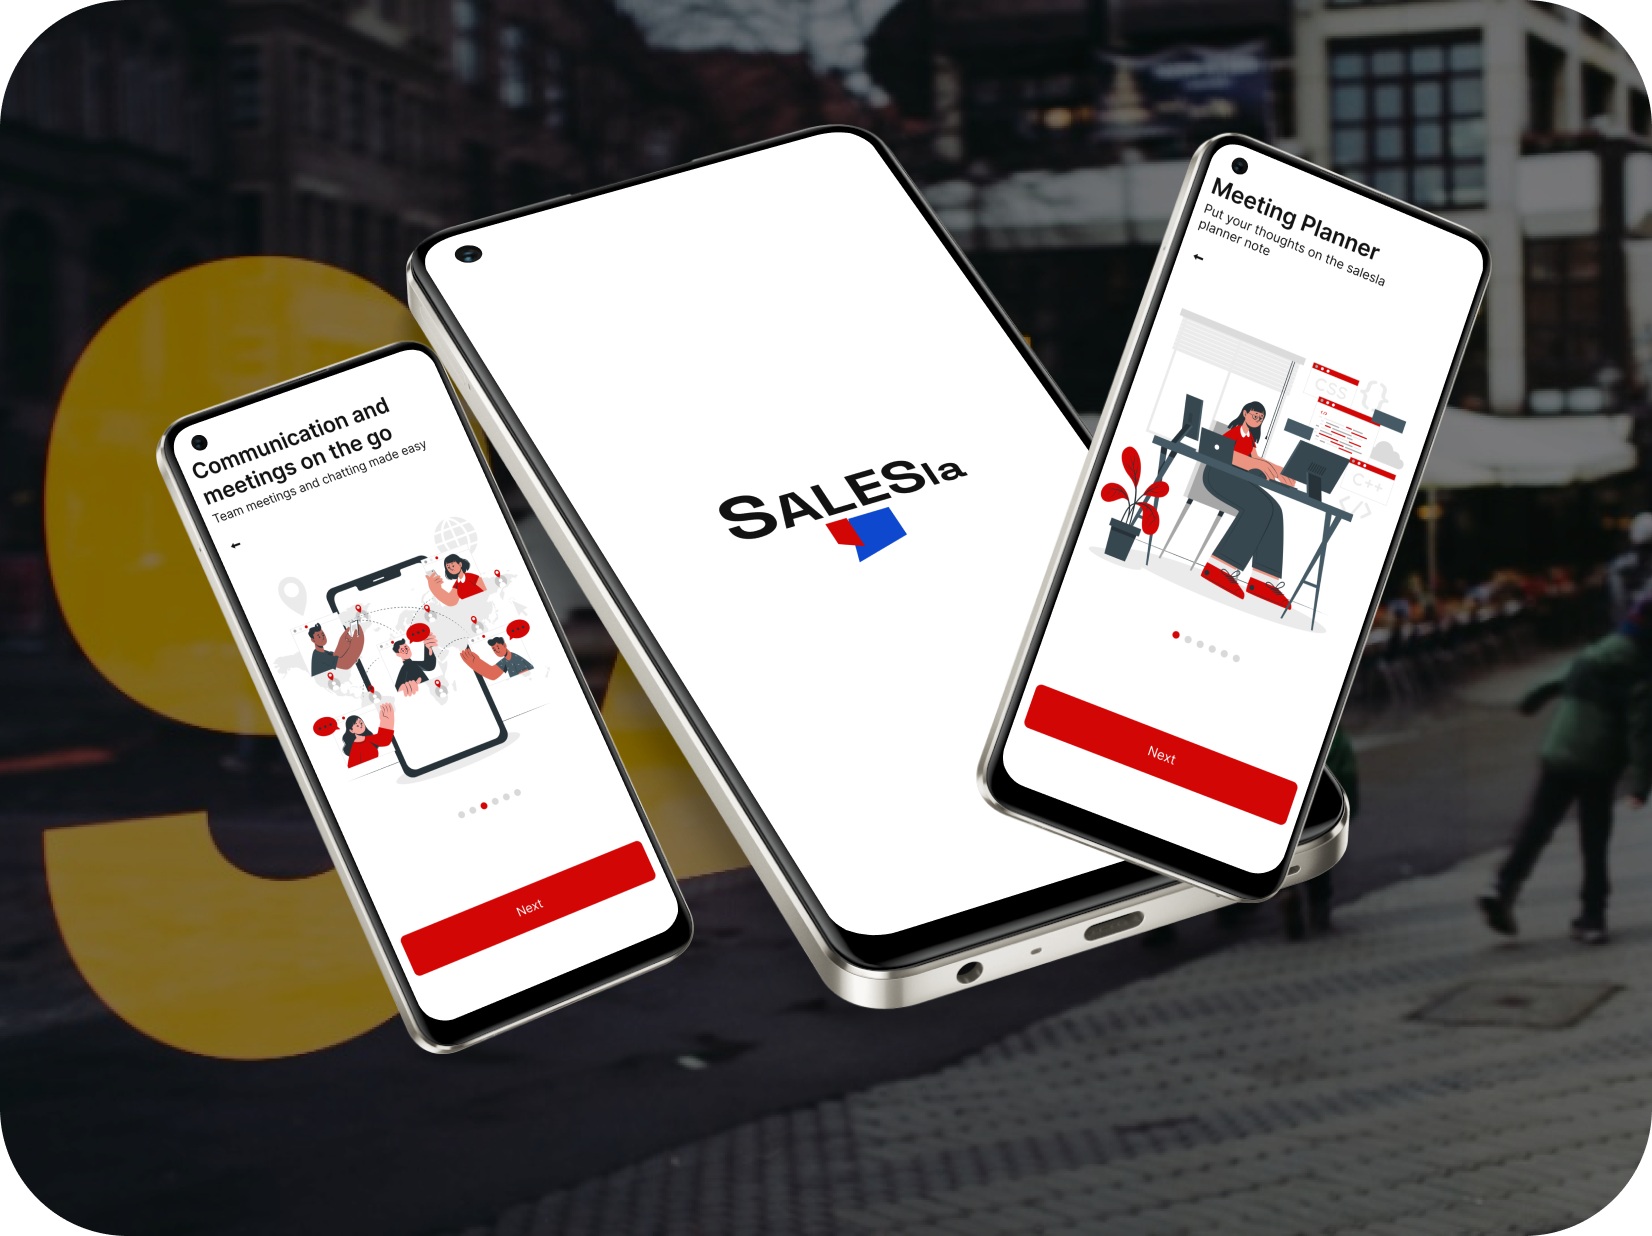 Communication and
meetings on the go
Team meetings and chatting made easy
Next
SALESla
Meeting Planner
Put your thoughts on the salesla
planner note
CSS
{}
</>
C++
</>
Next